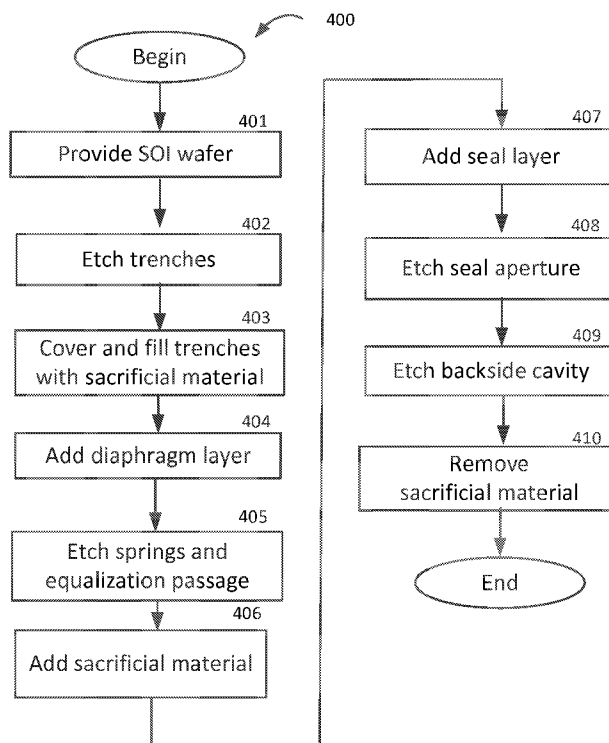 400
Begin
401
Provide SOI wafer
402
Etch trenches
403
Cover and fill trenches
with sacrificial material
404
Add diaphragm layer
405
Etch springs and
equalization passage
406
Add sacrificial material
407
Add seal layer
408
Etch seal aperture
409
Etch backside cavity
410
Remove
sacrificial material
End